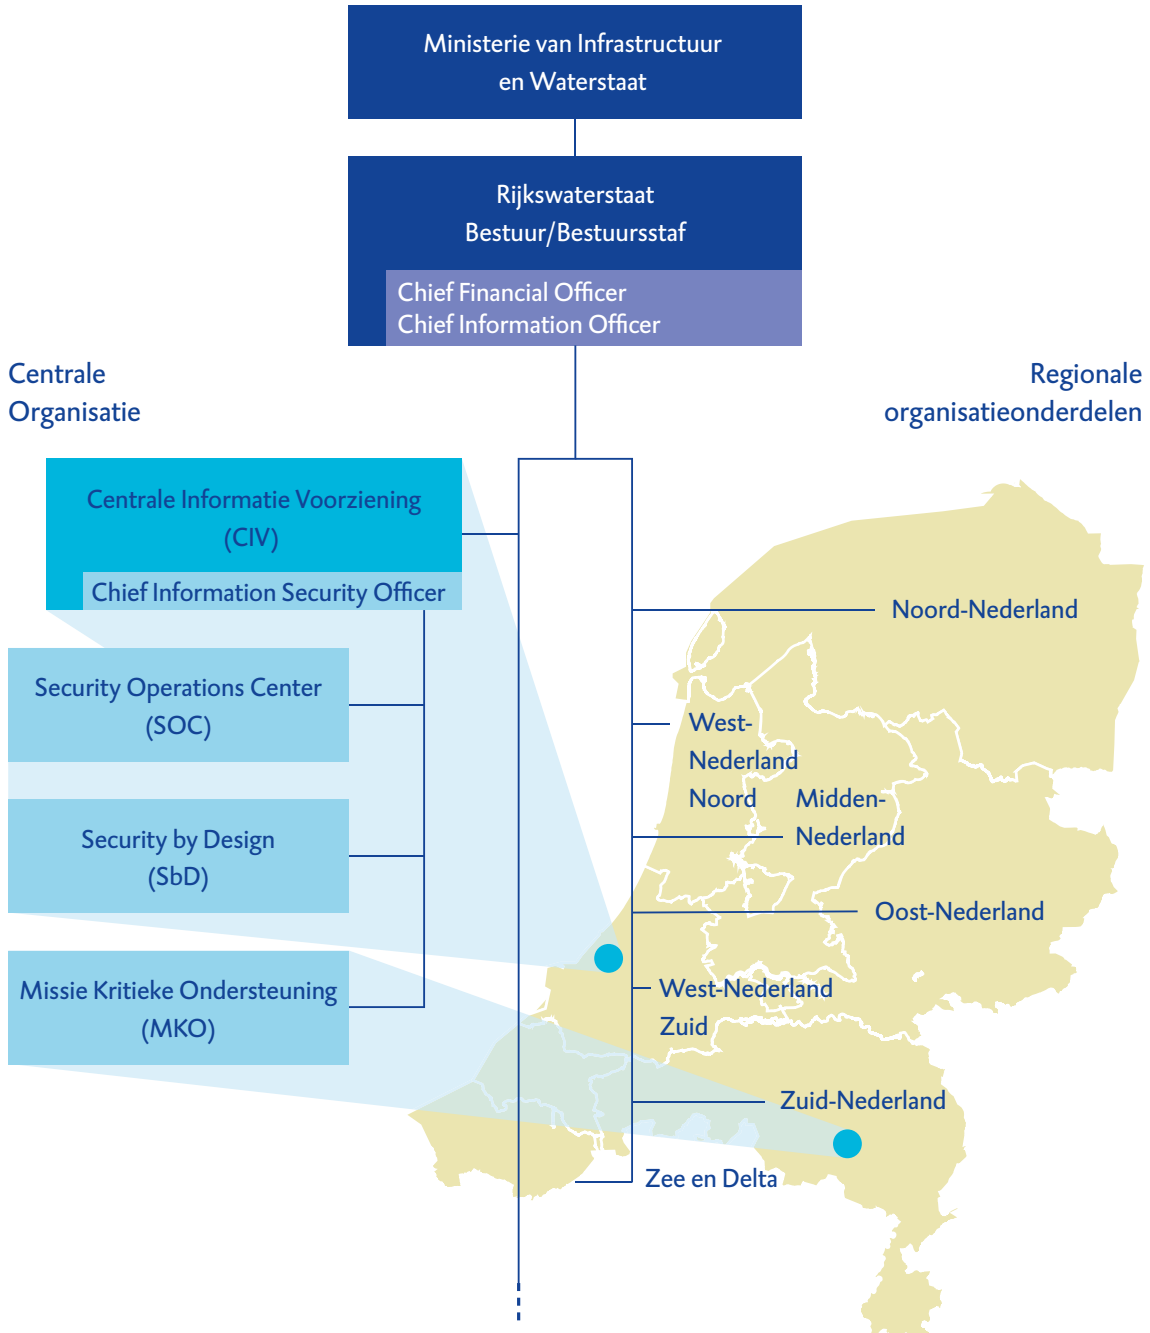 Ministerie van Infrastructuur
en Waterstaat
Rijkswaterstaat
Bestuur/Bestuursstaf
Chief Financial Officer
Chief Information Officer
Centrale
Organisatie
Regionale
organisatieonderdelen
Centrale Informatie Voorziening
(CIV)
Chief Information Security Officer
Security Operations Center
(SOC)
Security by Design
(SbD)
Missie Kritieke Ondersteuning
(MKO)
Noord-Nederland
West-
Nederland
Noord
Midden-
Nederland
Oost-Nederland
West-Nederland
Zuid
Zuid-Nederland
Zee en Delta